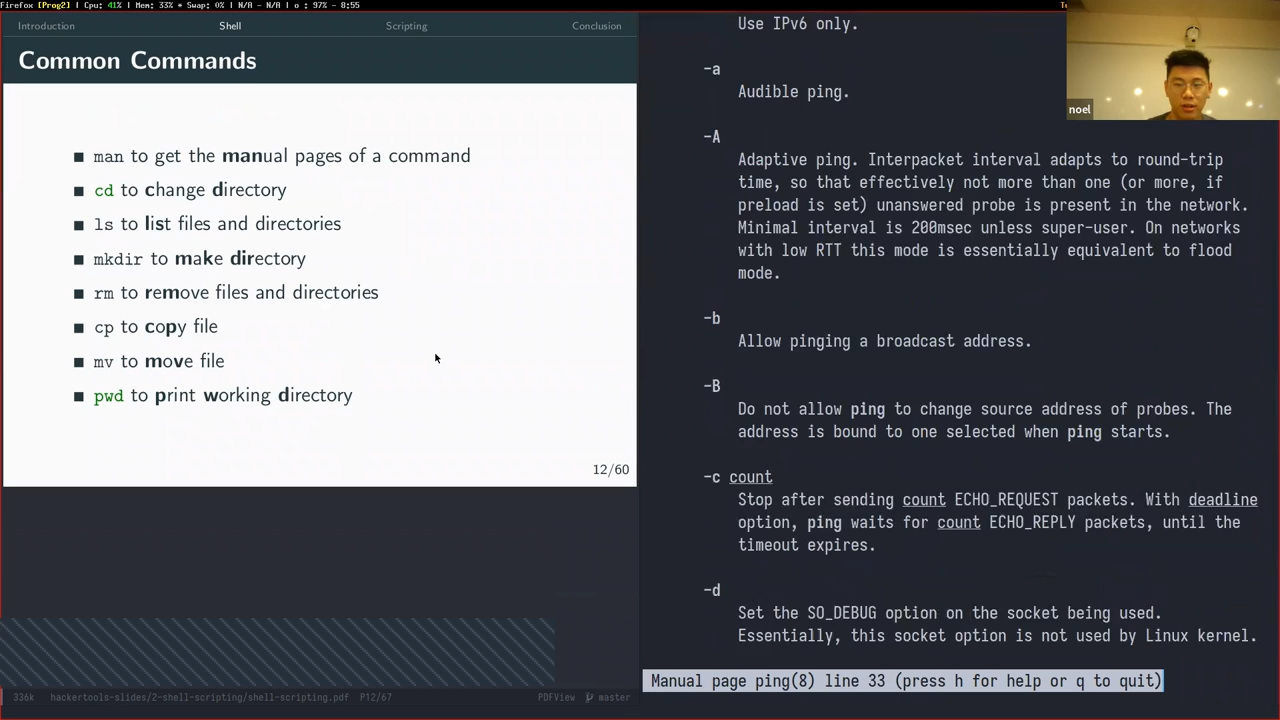 Firefox [Prog2] | Cpu: 41% | Mem: 33% * Swap: 0% | N/A - N/A | o : 97% - 8:55
Introduction Shell Scripting Conclusion
Common Commands
■ man to get the manual pages of a command
■ cd to change directory
■ ls to list files and directories
■ mkdir to make directory
■ rm to remove files and directories
■ cp to copy file
■ mv to move file
■ pwd to print working directory
12/60
336k hackertools-slides/2-shell-scripting/shell-scripting.pdf P12/67 PDFView master
Use IPv6 only.
-a
Audible ping.
-A
Adaptive ping. Interpacket interval adapts to round-trip
time, so that effectively not more than one (or more, if
preload is set) unanswered probe is present in the network.
Minimal interval is 200msec unless super-user. On networks
with low RTT this mode is essentially equivalent to flood
mode.
-b
Allow pinging a broadcast address.
-B
Do not allow ping to change source address of probes. The
address is bound to one selected when ping starts.
-c count
Stop after sending count ECHO_REQUEST packets. With deadline
option, ping waits for count ECHO_REPLY packets, until the
timeout expires.
-d
Set the SO_DEBUG option on the socket being used.
Essentially, this socket option is not used by Linux kernel.
Manual page ping(8) line 33 (press h for help or q to quit)
noel